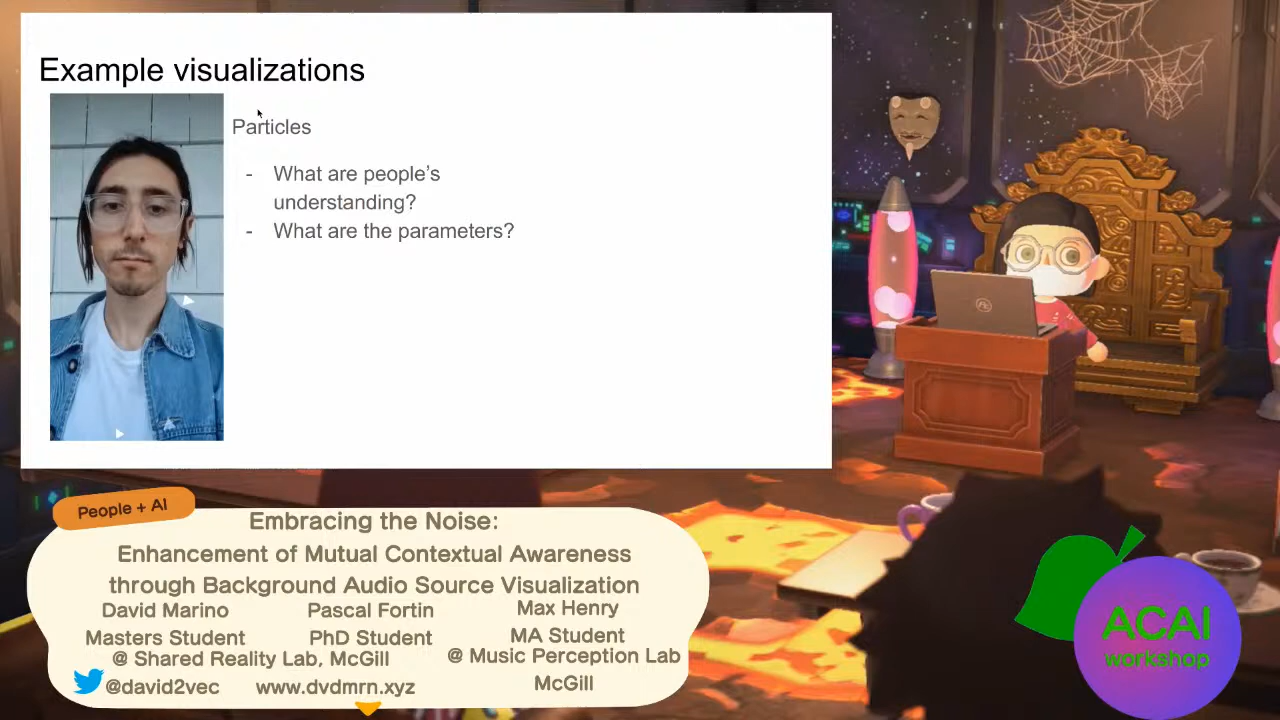 Example visualizations
Particles
- What are people's
understanding?
- What are the parameters?
People + AI
Embracing the Noise:
Enhancement of Mutual Contextual Awareness
through Background Audio Source Visualization
David Marino
Pascal Fortin
Max Henry
Masters Student
PhD Student
MA Student
@ Shared Reality Lab, McGill
@ Music Perception Lab
@david2vec
www.dvdmrn.xyz
McGill
ACAI
workshop